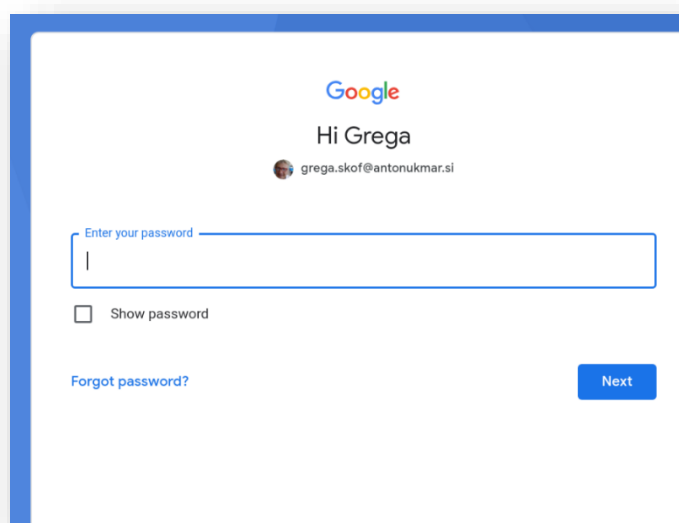 Google
Hi Grega
grega.skof@antonukmar.si
Enter your password
Show password
Forgot password?
Next